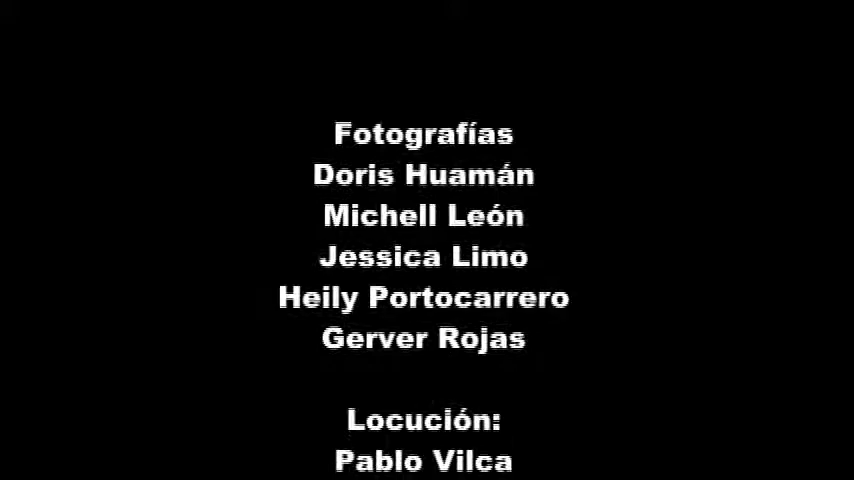 Fotografías
Doris Huamán
Michell León
Jessica Limo
Heily Portocarrero
Gerver Rojas
Locución:
Pablo Vilca